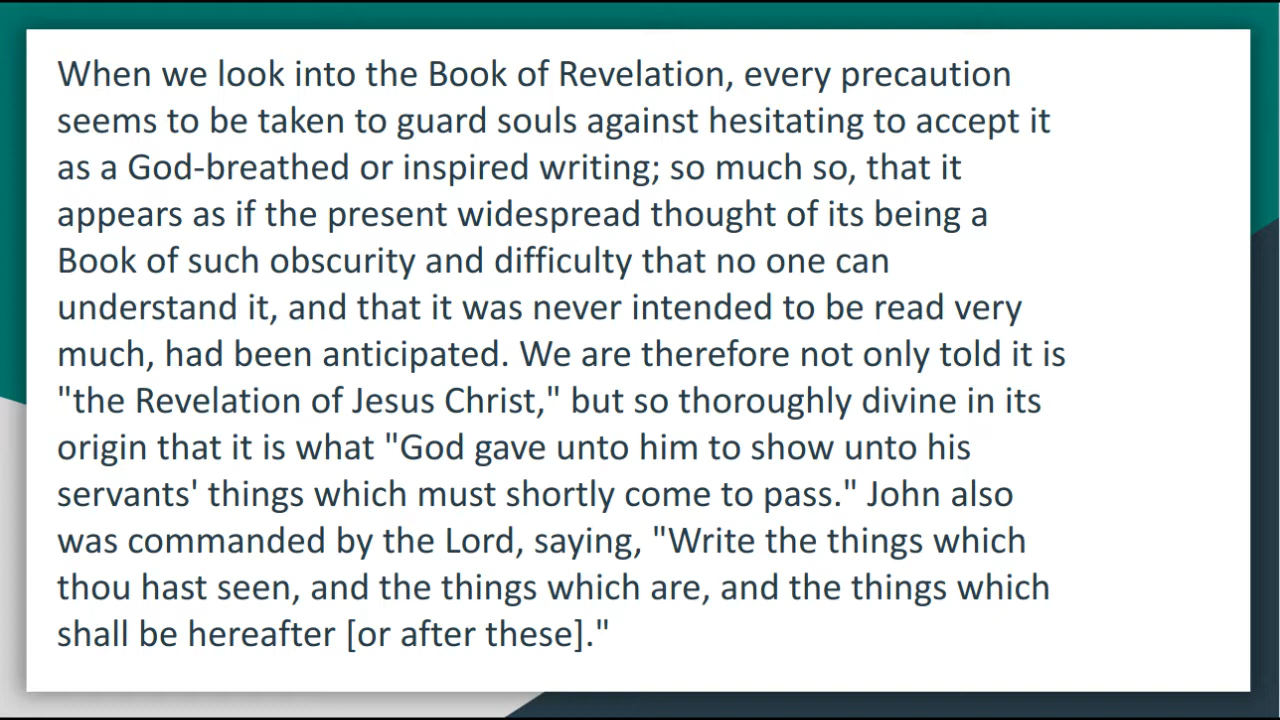 When we look into the Book of Revelation, every precaution
seems to be taken to guard souls against hesitating to accept it
as a God-breathed or inspired writing; so much so, that it
appears as if the present widespread thought of its being a
Book of such obscurity and difficulty that no one can
understand it, and that it was never intended to be read very
much, had been anticipated. We are therefore not only told it is
"the Revelation of Jesus Christ," but so thoroughly divine in its
origin that it is what "God gave unto him to show unto his
servants' things which must shortly come to pass." John also
was commanded by the Lord, saying, "Write the things which
thou hast seen, and the things which are, and the things which
shall be hereafter [or after these]."